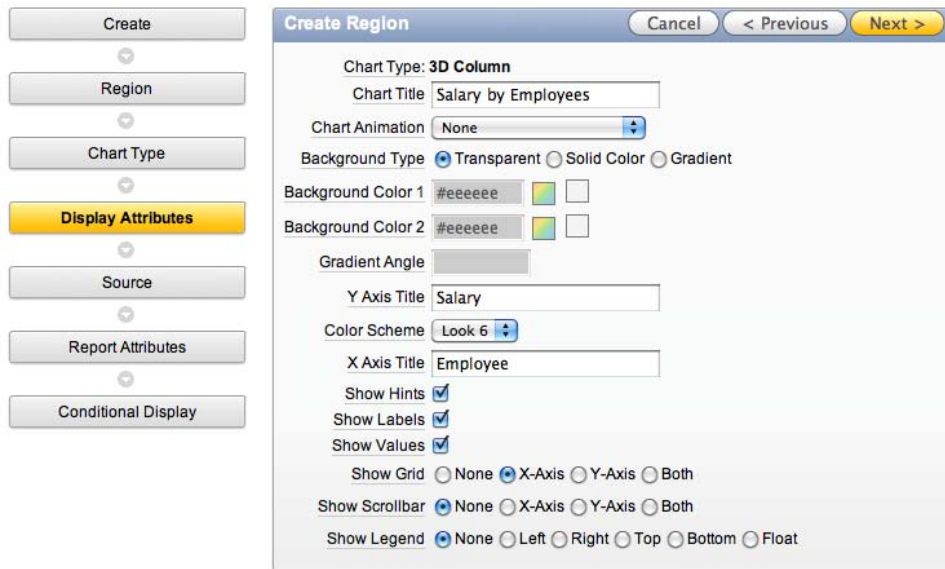 Create
Region
Chart Type
Display Attributes
Source
Report Attributes
Conditional Display
Create Region
Cancel
< Previous
Next >
Chart Type: 3D Column
Chart Title Salary by Employees
Chart Animation None
Background Type Transparent Solid Color Gradient
Background Color 1 #eeeeee
Background Color 2 #eeeeee
Gradient Angle
Y Axis Title Salary
Color Scheme Look 6
X Axis Title Employee
Show Hints
Show Labels
Show Values
Show Grid None X-Axis Y-Axis Both
Show Scrollbar None X-Axis Y-Axis Both
Show Legend None Left Right Top Bottom Float